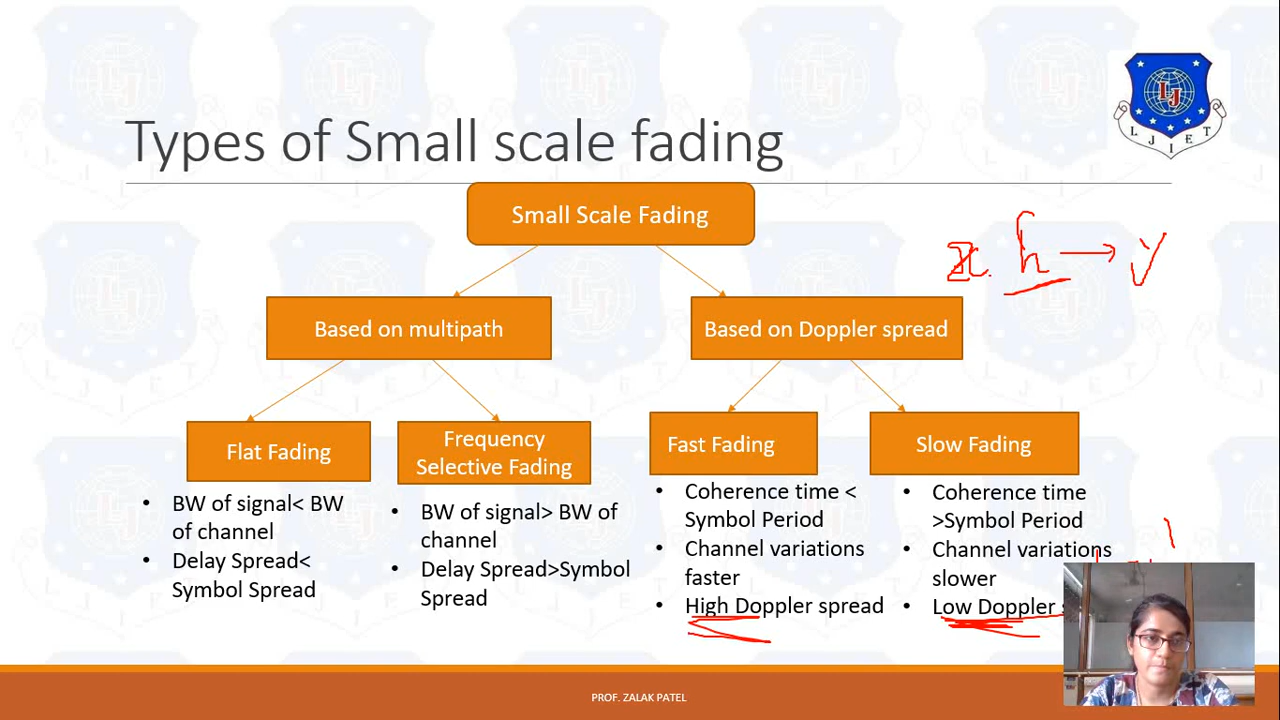 Types of Small scale fading
LJ
L J I E T
Small Scale Fading
x. h → y
Based on multipath
Based on Doppler spread
Flat Fading
Frequency
Selective Fading
Fast Fading
Slow Fading
• BW of signal< BW
of channel
• Delay Spread<
Symbol Spread
• BW of signal> BW of
channel
• Delay Spread>Symbol
Spread
• Coherence time <
Symbol Period
• Channel variations
faster
• High Doppler spread
• Coherence time
>Symbol Period
• Channel variations
slower
• Low Doppler
PROF. ZALAK PATEL